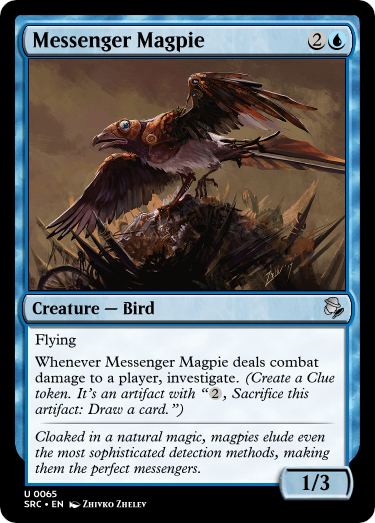 Messenger Magpie 2
Creature — Bird
Flying
Whenever Messenger Magpie deals combat
damage to a player, investigate. (Create a Clue
token. It's an artifact with “2, Sacrifice this
artifact: Draw a card.”)
Cloaked in a natural magic, magpies elude even
the most sophisticated detection methods, making
them the perfect messengers.
1/3
U 0065
SRC • EN Zhivko Zhelev